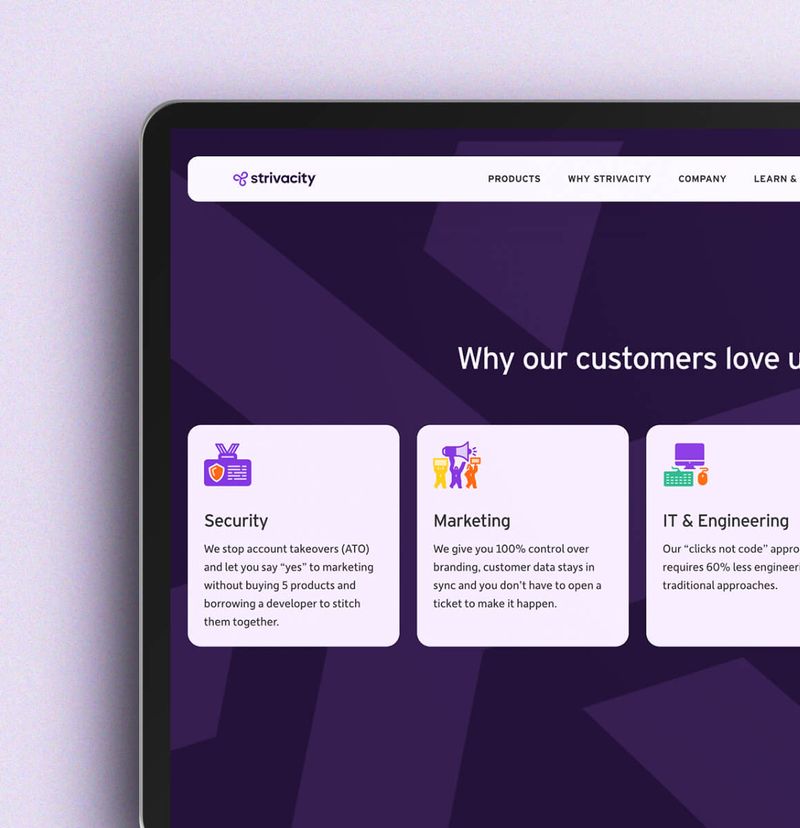 strivacity
PRODUCTS
WHY STRIVACITY
COMPANY
LEARN &
Why our customers love
Security
We stop account takeovers (ATO)
and let you say “yes” to marketing
without buying 5 products and
borrowing a developer to stitch
them together.
Marketing
We give you 100% control over
branding, customer data stays in
sync and you don’t have to open a
ticket to make it happen.
IT & Engineering
Our “clicks not code”
requires 60% less
traditional approaches.